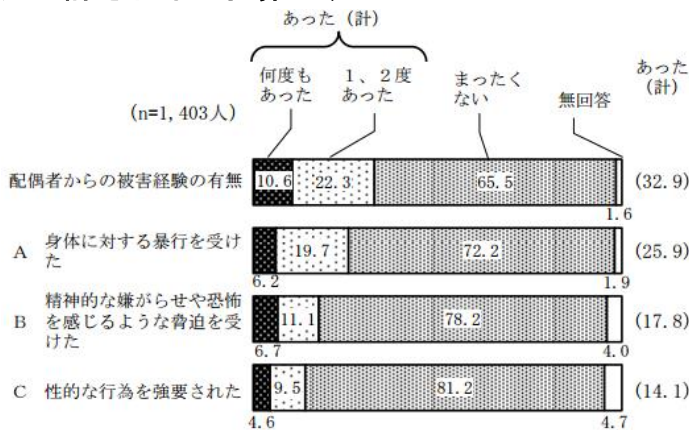 あった（計）
何度も
あった
１、２度
あった
まったく
ない
無回答
あった
（計）
(n=1,403人)
配偶者からの被害経験の有無
10.6
22.3
65.5
1.6
(32.9)
A 身体に対する暴行を受け
た
6.2
19.7
72.2
1.9
(25.9)
B 精神的な嫌がらせや恐怖
を感じるような脅迫を受
けた
6.7
11.1
78.2
4.0
(17.8)
C 性的な行為を強要された
4.6
9.5
81.2
4.7
(14.1)